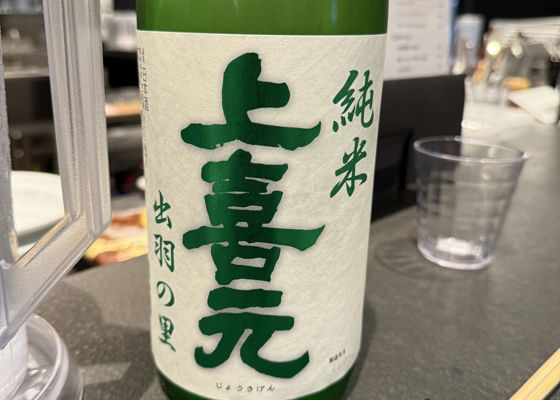 純米
上喜元
じょうきげん
出羽の里